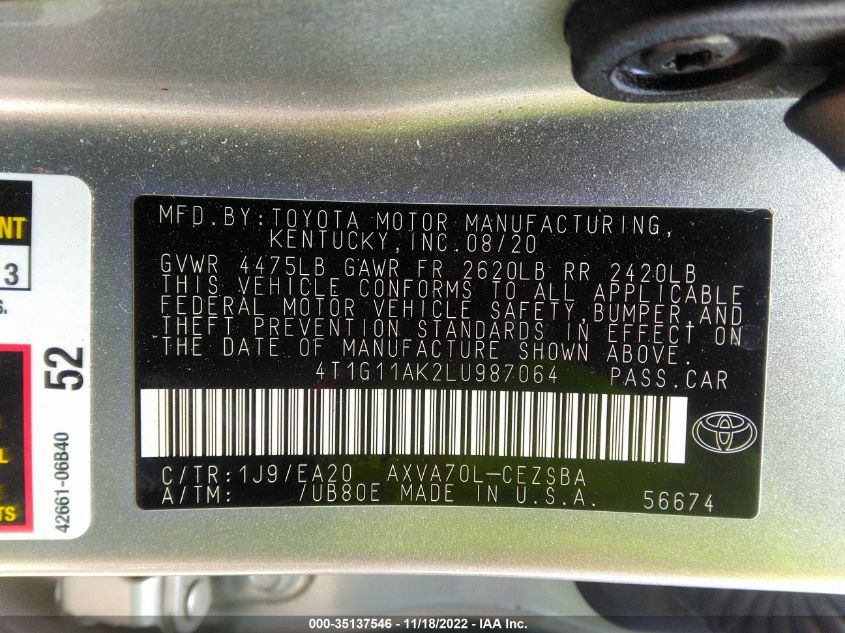 MFD.BY:TOYOTA MOTOR MANUFACTURING,
KENTUCKY,INC.08/20
GVWR 4475LB GAWR FR 2620LB RR 2420LB
THIS VEHICLE CONFORMS TO ALL APPLICABLE
FEDERAL MOTOR VEHICLE SAFETY,BUMPER,AND
THEFT PREVENTION STANDARDS IN EFFECT ON
THE DATE OF MANUFACTURE SHOWN ABOVE.
4T1G11AK2LU987064 PASS.CAR
C/TR:1J9/EA20 AXVA70L-CEZSBA
A/TM: /UB80E MADE IN U.S.A. 56674
NT
3
S.
52
42661-06B40
L
TS
000-35137546 - 11/18/2022 - IAA Inc.